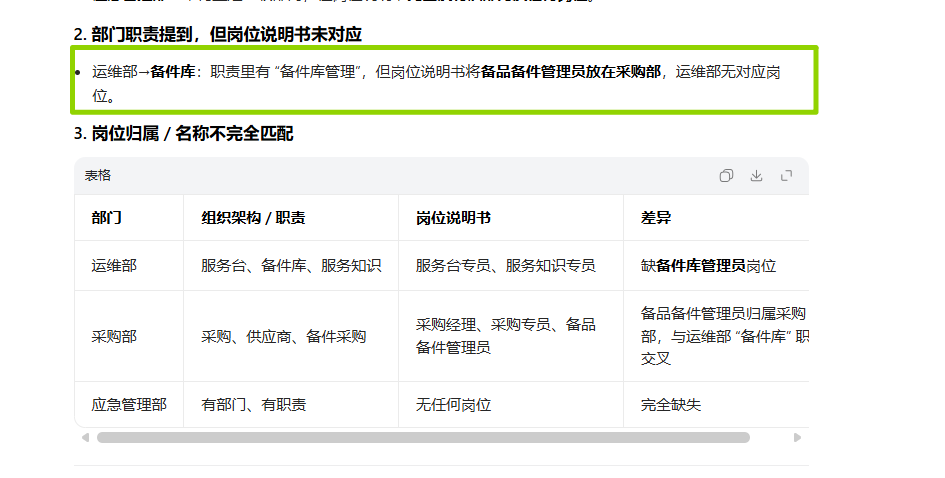 2. 部门职责提到，但岗位说明书未对应
• 运维部→备件库：职责里有 “备件库管理”，但岗位说明书将备品备件管理员放在采购部，运维部无对应岗
位。
3. 岗位归属 / 名称不完全匹配
表格
部门 组织架构 / 职责 岗位说明书 差异
运维部 服务台、备件库、服务知识 服务台专员、服务知识专员 缺备件库管理员岗位
采购部 采购、供应商、备件采购 采购经理、采购专员、备品
备件管理员 备品备件管理员归属采购
部，与运维部 “备件库” 职
交叉
应急管理部 有部门、有职责 无任何岗位 完全缺失